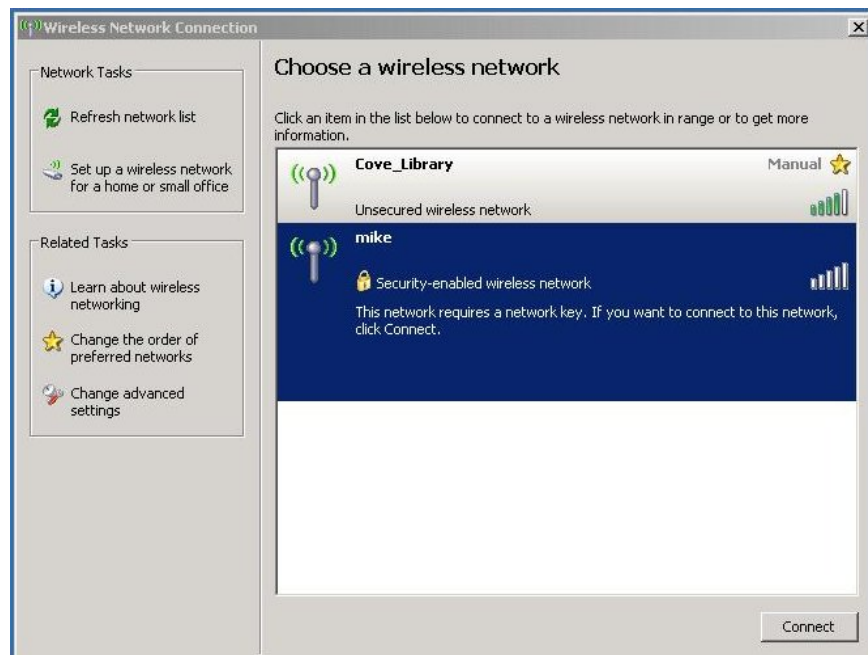 Wireless Network Connection
Network Tasks
Refresh network list
Set up a wireless network
for a home or small office
Related Tasks
Learn about wireless
networking
Change the order of
preferred networks
Change advanced
settings
Choose a wireless network
Click an item in the list below to connect to a wireless network in range or to get more
information.
Cove_Library
Manual
Unsecured wireless network
mike
Security-enabled wireless network
This network requires a network key. If you want to connect to this network,
click Connect.
Connect